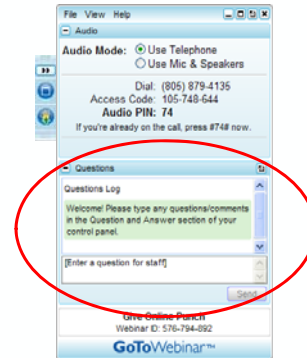 File View Help
Audio
Audio Mode: Use Telephone
Use Mic & Speakers
Dial: (805) 879-4135
Access Code: 105-748-644
Audio PIN: 74
If you're already on the call, press #74# now.
Questions
Questions Log
Welcome! Please type any questions/comments
in the Question and Answer section of your
control panel.
[Enter a question for staff]
Send
Give Online Punch
Webinar ID: 576-794-892
GoToWebinar™